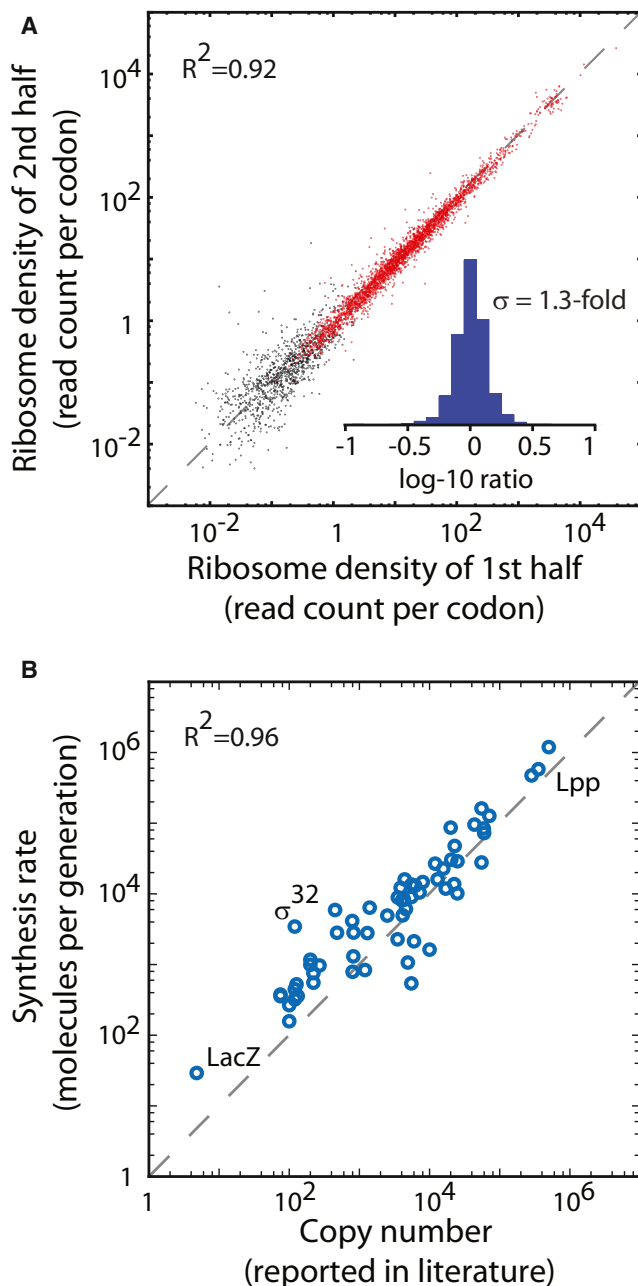 A
R²=0.92
10⁴
10²
1
10⁻²
Ribosome density of 2nd half
(read count per codon)
σ = 1.3-fold
-1 -0.5 0 0.5 1
log-10 ratio
10⁻² 1 10² 10⁴
Ribosome density of 1st half
(read count per codon)
B
R²=0.96
10⁶
10⁴
10²
1
Synthesis rate
(molecules per generation)
Lpp
σ³²
LacZ
1 10² 10⁴ 10⁶
Copy number
(reported in literature)